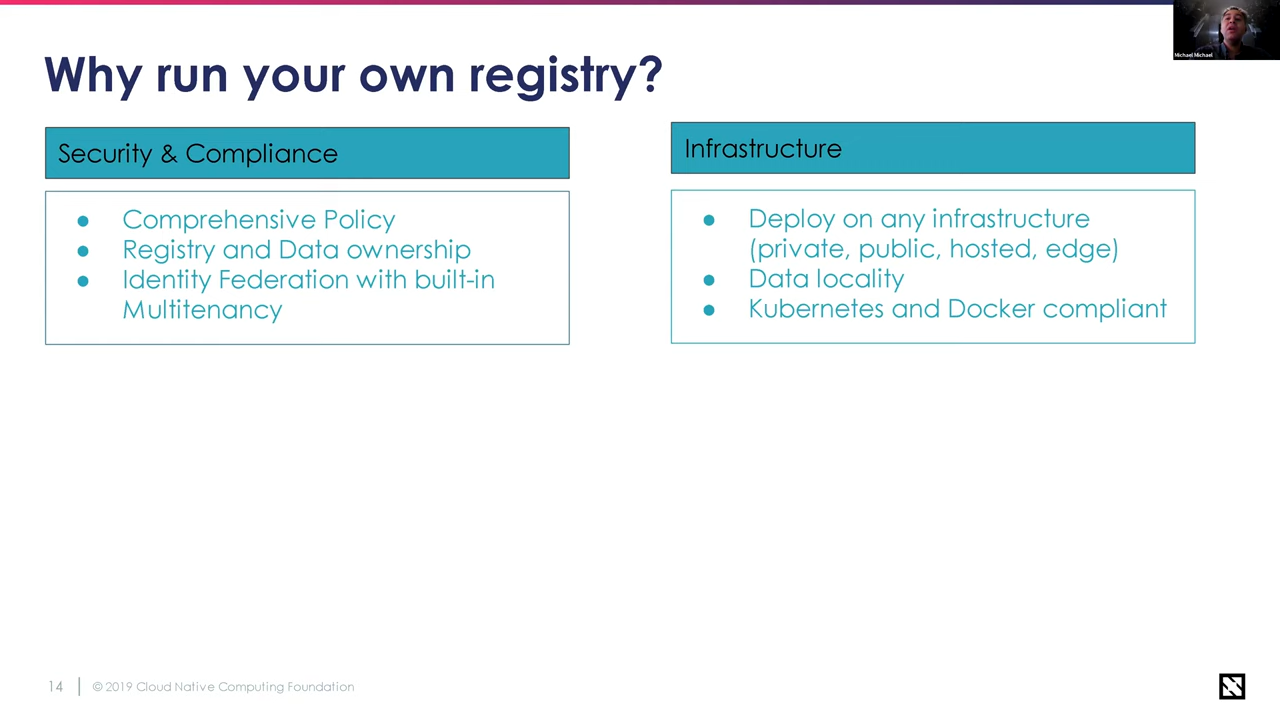 Why run your own registry?
Security & Compliance
● Comprehensive Policy
● Registry and Data ownership
● Identity Federation with built-in
Multitenancy
Infrastructure
● Deploy on any infrastructure
(private, public, hosted, edge)
● Data locality
● Kubernetes and Docker compliant
Michael Michael
14
© 2019 Cloud Native Computing Foundation